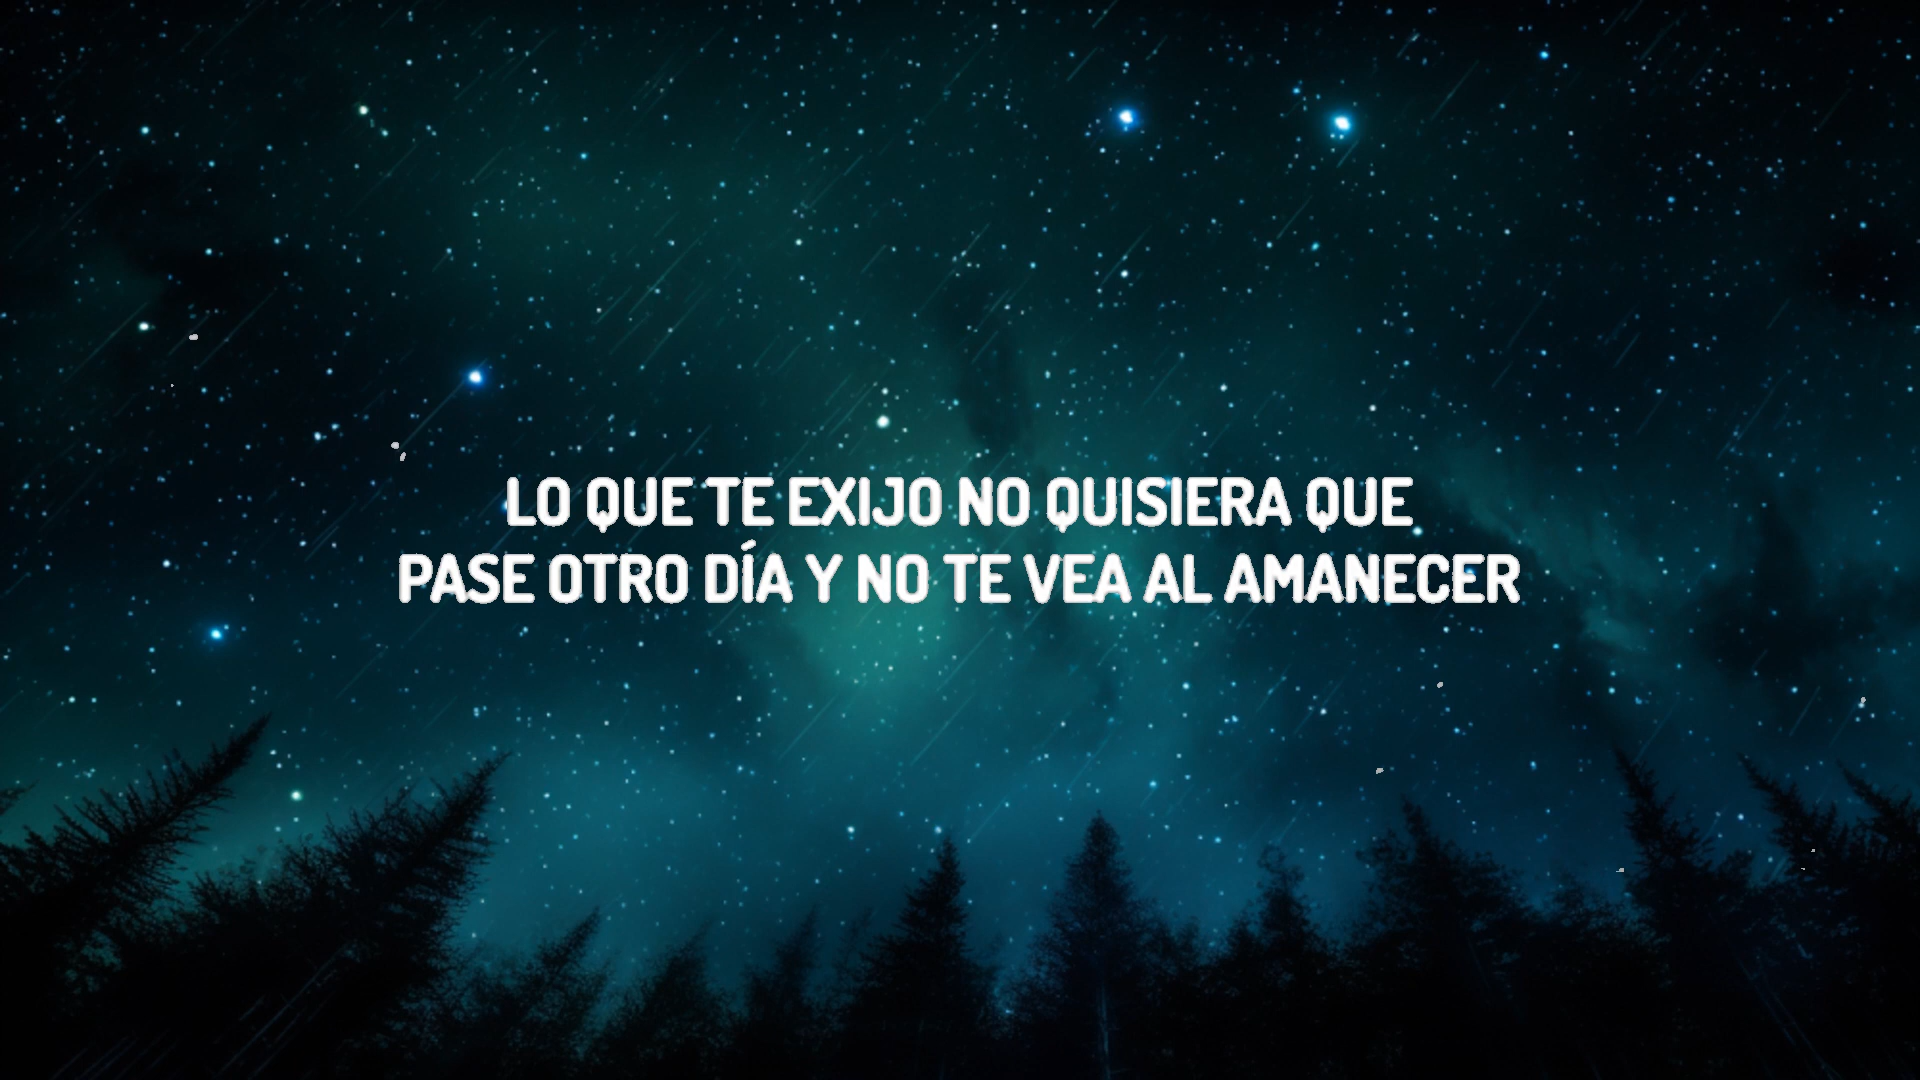 LO QUE TE EXIJO NO QUISIERA QUE
PASE OTRO DÍA Y NO TE VEA AL AMANECER